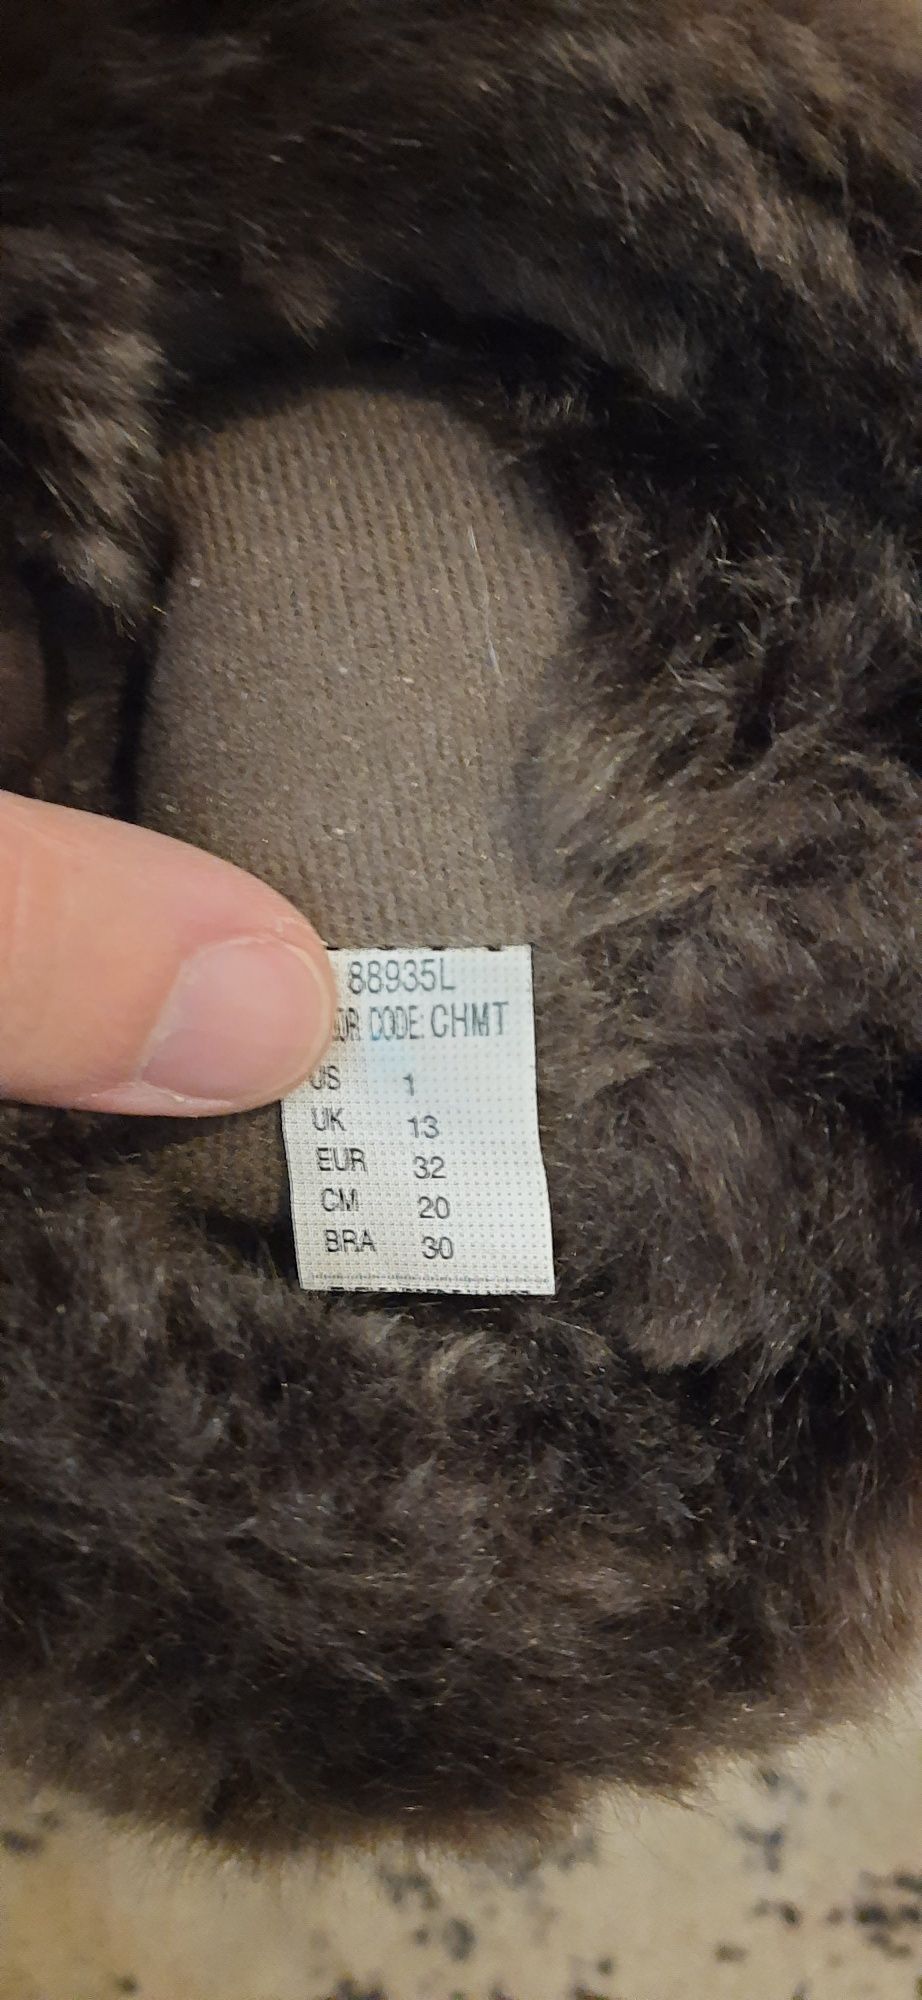 88935L
OR CODE: CHMT
US 1
UK 13
EUR 32
CM 20
BRA 30